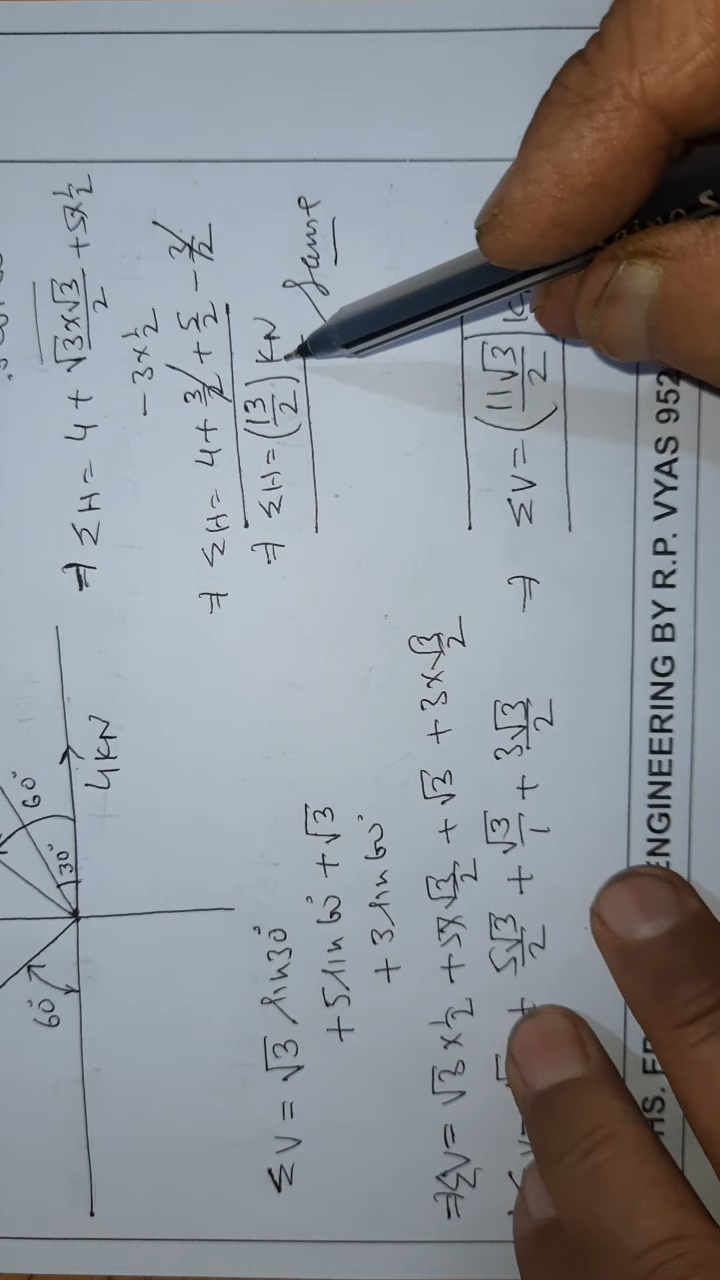 60°
60°
30°
4KN
⇒ ΣH = 4 + √3×√3/2 + 5×1/2
- 3×1/2
⇒ ΣH = 4 + 3/2 + 5/2 - 3/2
⇒ ΣH = (13/2) KN
ΣV = √3 sin30°
+ 5 sin60° + √3
+ 3 sin60°
⇒ ΣV = √3×1/2 + 5×√3/2 + √3 + 3×√3/2
+ 5√3/2 + √3/1 + 3√3/2
⇒ ΣV = (11√3/2) K
ENGINEERING BY R.P. VYAS 952